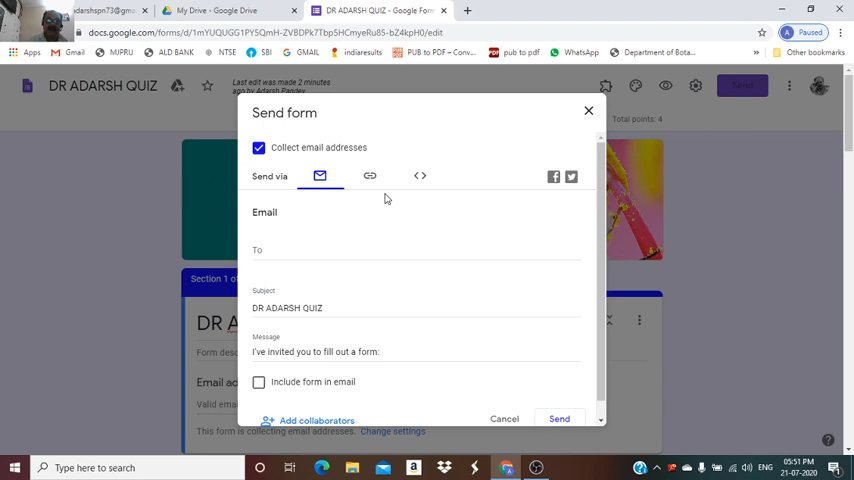 adarshspn73@gmai
My Drive - Google Drive
DR ADARSH QUIZ - Google Form
docs.google.com/forms/d/1mYUQUGG1PY5QmH-ZVBDPk7Tbp5HCmyeRu85-bZ4kpH0/edit
A Paused
Apps
Gmail
MJPRU
ALD BANK
NTSE
SBI
GMAIL
indiaresults
PUB to PDF – Conv...
pub to pdf
WhatsApp
Department of Bota...
»
Other bookmarks
DR ADARSH QUIZ
Last edit was made 2 minutes
ago by Adarsh Pandey
Send
Total points: 4
Send form
Collect email addresses
Send via
Email
To
Subject
DR ADARSH QUIZ
Message
I've invited you to fill out a form:
Include form in email
Add collaborators
Cancel
Send
Section 1 of
DR A
Form desc
Email ad
Valid emai
This form is collecting email addresses. Change settings
Type here to search
ENG
05:51 PM
21-07-2020